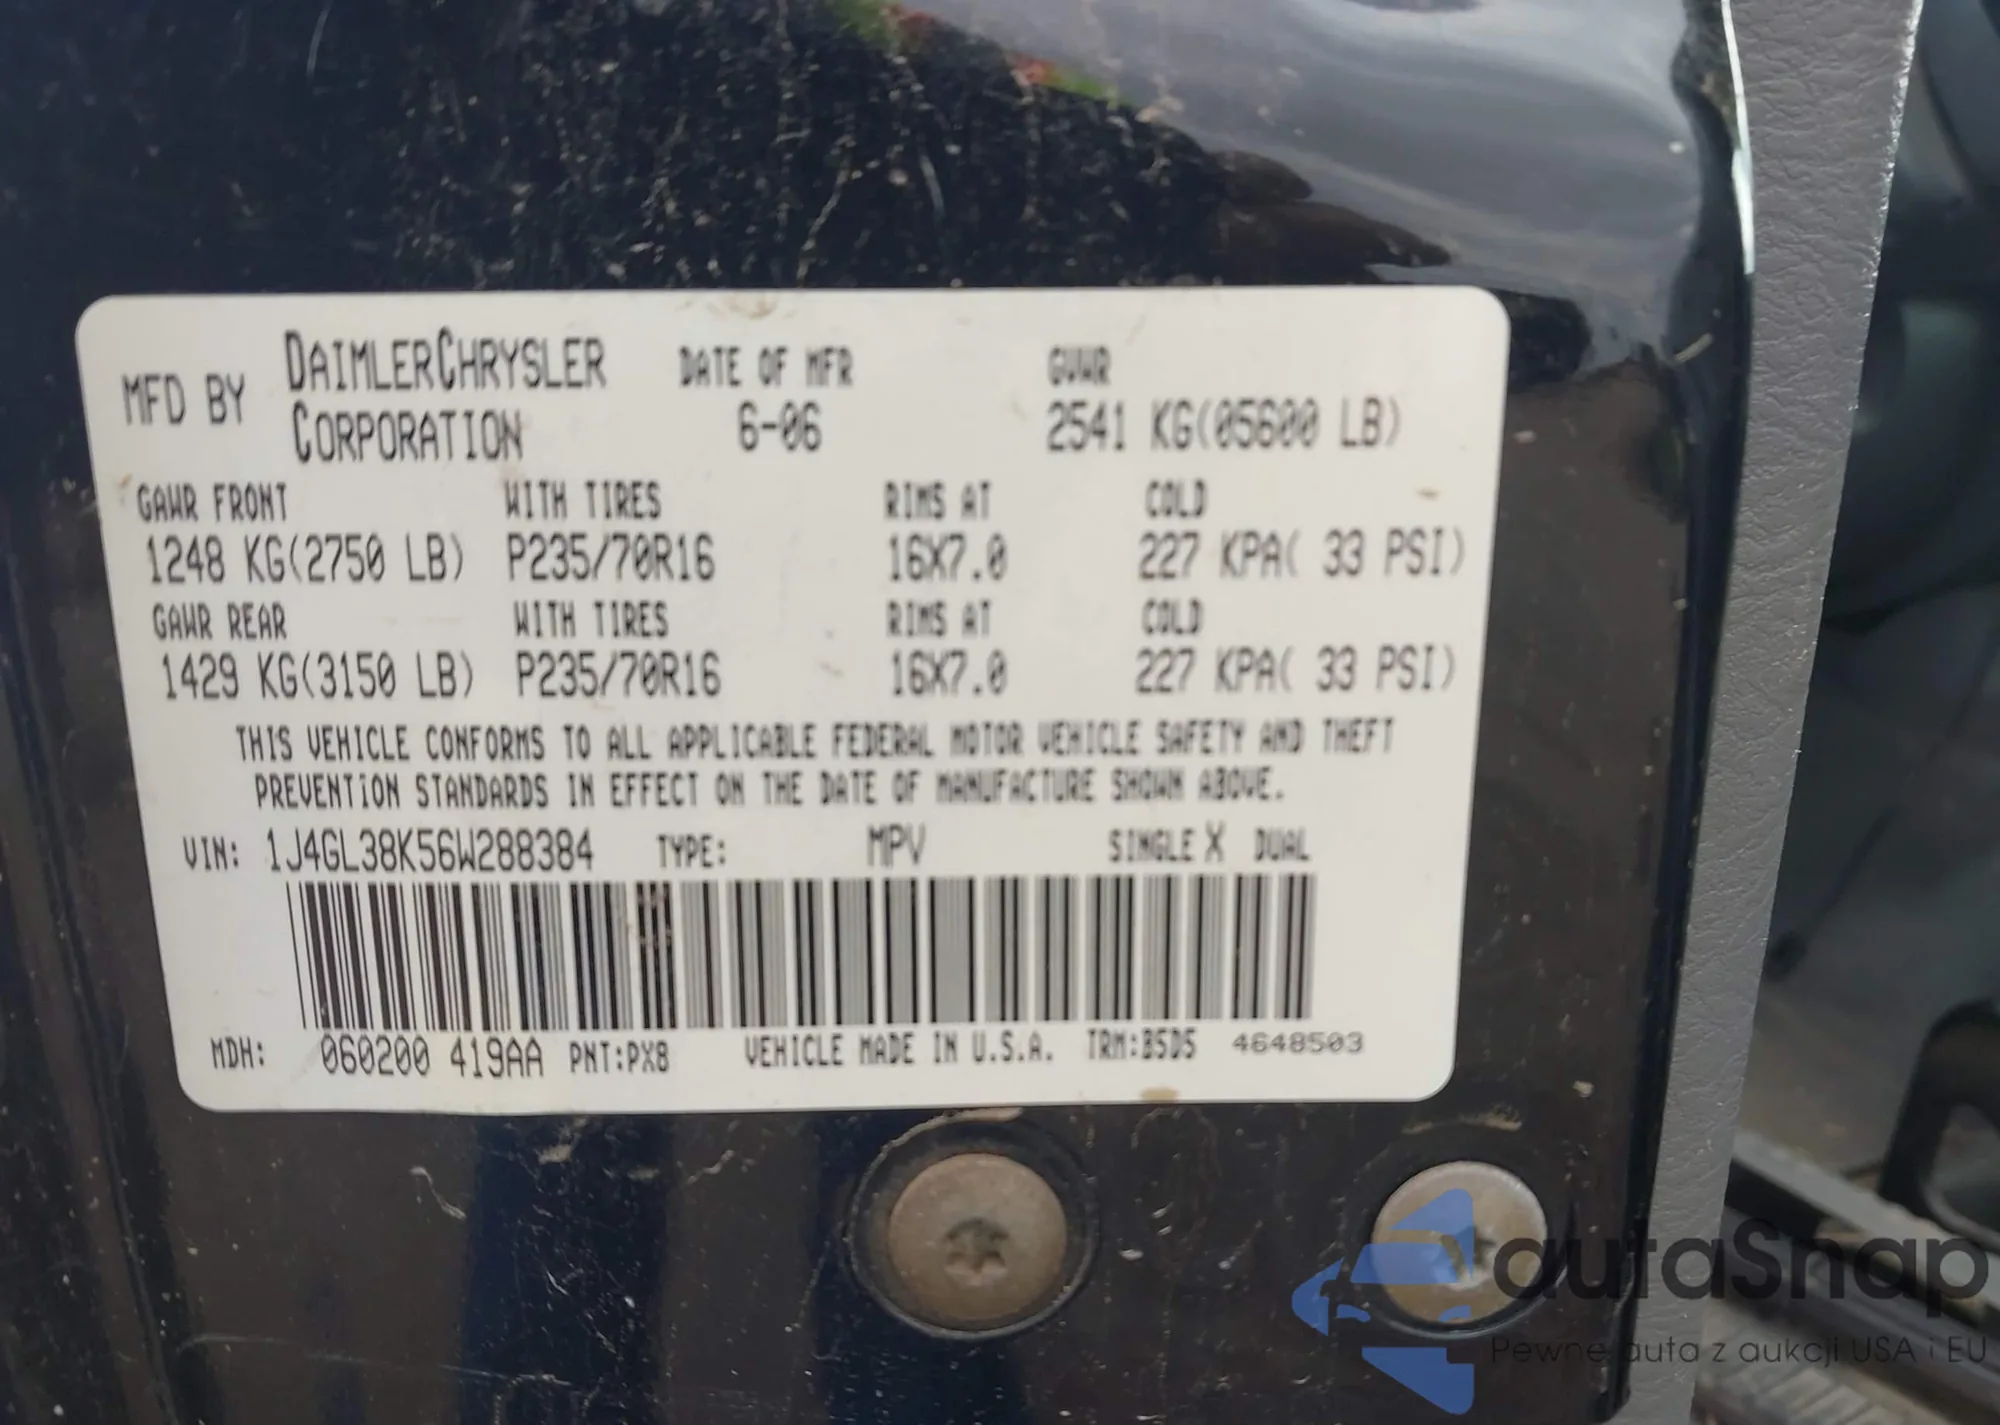 MFD BY DAIMLERCHRYSLER CORPORATION DATE OF MFR 6-06 GVWR 2541 KG(05600 LB)
GAWR FRONT WITH TIRES RIMS AT COLD
1248 KG(2750 LB) P235/70R16 16X7.0 227 KPA( 33 PSI)
GAWR REAR WITH TIRES RIMS AT COLD
1429 KG(3150 LB) P235/70R16 16X7.0 227 KPA( 33 PSI)
THIS VEHICLE CONFORMS TO ALL APPLICABLE FEDERAL MOTOR VEHICLE SAFETY AND THEFT
PREVENTiON STANDARDS IN EFFECT ON THE DATE OF MANUFACTURE SHOWN ABOVE.
VIN: 1J4GL38K56W288384 TYPE: MPV SINGLE X DUAL
MDH: 060200 419AA PNT:PX8 VEHICLE MADE IN U.S.A. TRM:B5D5 4648503
autaSnap
Pewne auta z aukcji USA i EU